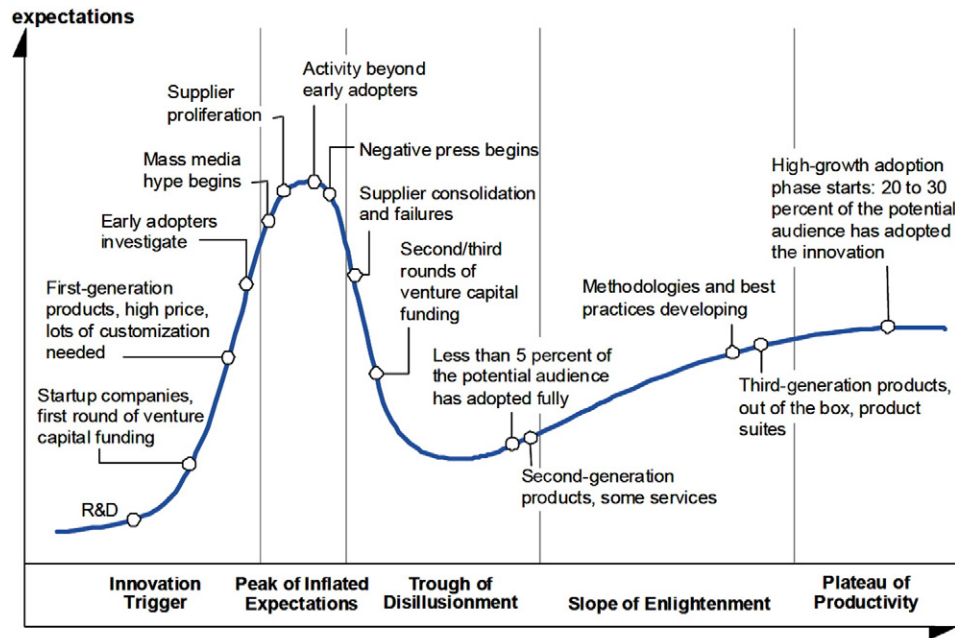 expectations
Activity beyond
early adopters
Supplier
proliferation
Negative press begins
Mass media
hype begins
High-growth adoption
phase starts: 20 to 30
percent of the potential
audience has adopted
the innovation
Supplier consolidation
and failures
Early adopters
investigate
Second/third
rounds of
venture capital
funding
First-generation
products, high price,
lots of customization
needed
Methodologies and best
practices developing
Less than 5 percent of
the potential audience
has adopted fully
Startup companies,
first round of venture
capital funding
Third-generation products,
out of the box, product
suites
Second-generation
products, some services
R&D
Innovation
Trigger
Peak of Inflated
Expectations
Trough of
Disillusionment
Slope of Enlightenment
Plateau of
Productivity